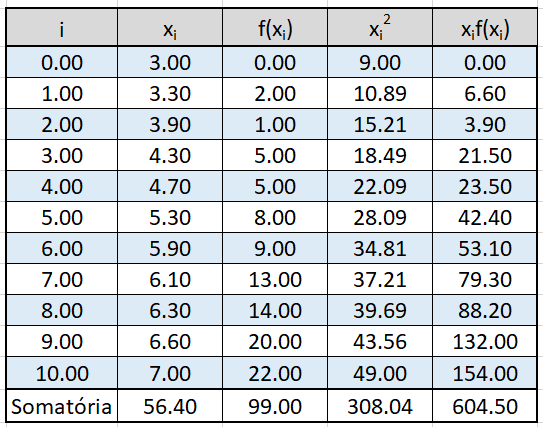 i xᵢ f(xᵢ) xᵢ² xᵢf(xᵢ)
0.00 3.00 0.00 9.00 0.00
1.00 3.30 2.00 10.89 6.60
2.00 3.90 1.00 15.21 3.90
3.00 4.30 5.00 18.49 21.50
4.00 4.70 5.00 22.09 23.50
5.00 5.30 8.00 28.09 42.40
6.00 5.90 9.00 34.81 53.10
7.00 6.10 13.00 37.21 79.30
8.00 6.30 14.00 39.69 88.20
9.00 6.60 20.00 43.56 132.00
10.00 7.00 22.00 49.00 154.00
Somatória 56.40 99.00 308.04 604.50